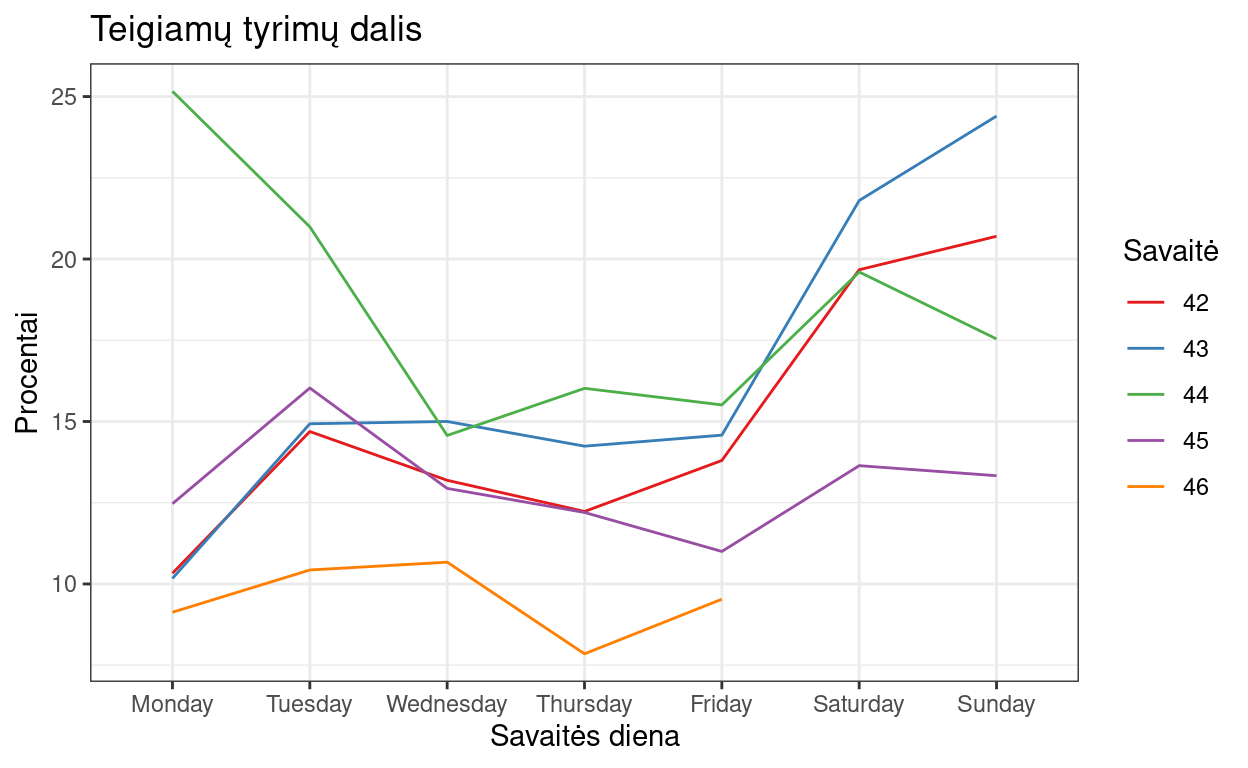 Teigiamų tyrimų dalis
Procentai
25
20
15
10
Monday Tuesday Wednesday Thursday Friday Saturday Sunday
Savaitės diena
Savaitė
42
43
44
45
46